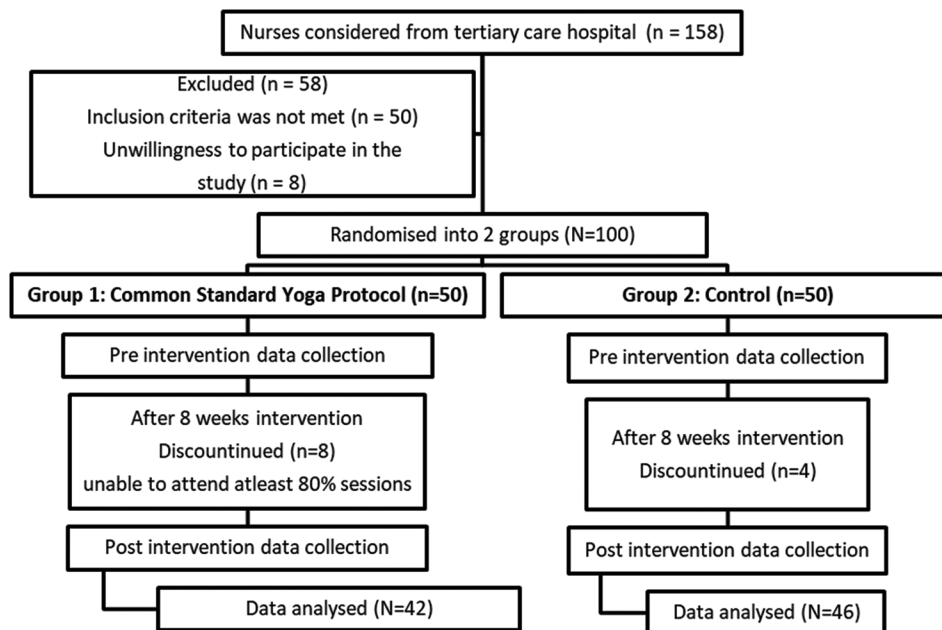 Nurses considered from tertiary care hospital (n = 158)
Excluded (n = 58)
Inclusion criteria was not met (n = 50)
Unwillingness to participate in the
study (n = 8)
Randomised into 2 groups (N=100)
Group 1: Common Standard Yoga Protocol (n=50)
Group 2: Control (n=50)
Pre intervention data collection
Pre intervention data collection
After 8 weeks intervention
Discountinued (n=8)
unable to attend atleast 80% sessions
After 8 weeks intervention
Discountinued (n=4)
Post intervention data collection
Post intervention data collection
Data analysed (N=42)
Data analysed (N=46)